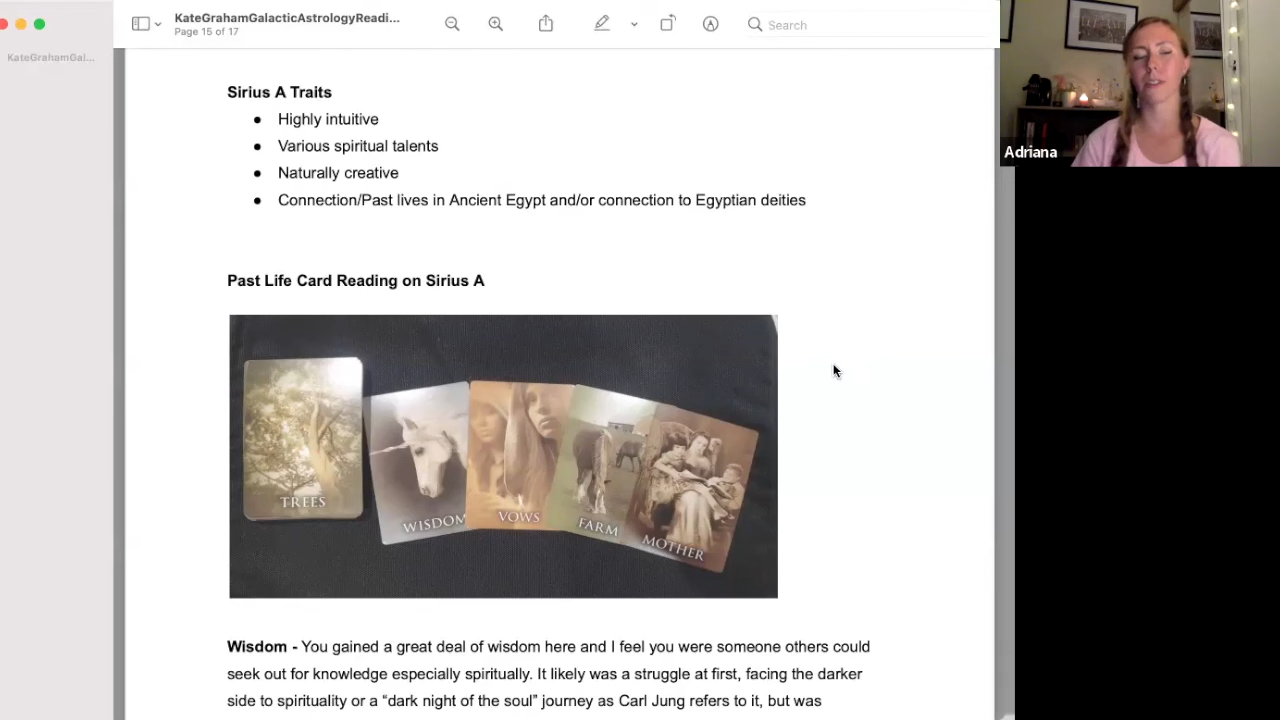 KateGrahamGalacticAstrologyReadi...
Page 15 of 17
Search
KateGrahamGal...
Adriana
Sirius A Traits
● Highly intuitive
● Various spiritual talents
● Naturally creative
● Connection/Past lives in Ancient Egypt and/or connection to Egyptian deities
Past Life Card Reading on Sirius A
TREES
WISDOM
VOWS
FARM
MOTHER
Wisdom - You gained a great deal of wisdom here and I feel you were someone others could
seek out for knowledge especially spiritually. It likely was a struggle at first, facing the darker
side to spirituality or a “dark night of the soul” journey as Carl Jung refers to it, but was